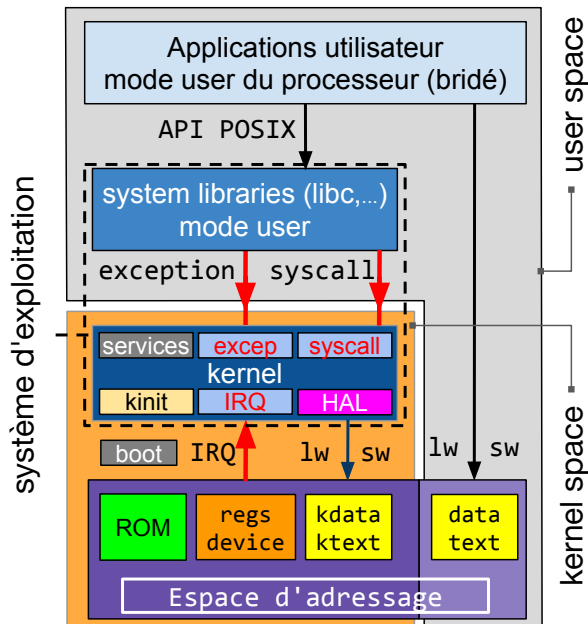 Applications utilisateur
mode user du processeur (bridé)
API POSIX
system libraries (libc,...)
mode user
exception syscall
services excep syscall
kernel
kinit IRQ HAL
boot IRQ lw sw
lw sw
ROM
regs
device
kdata
ktext
data
text
Espace d'adressage
système d'exploitation
user space
kernel space